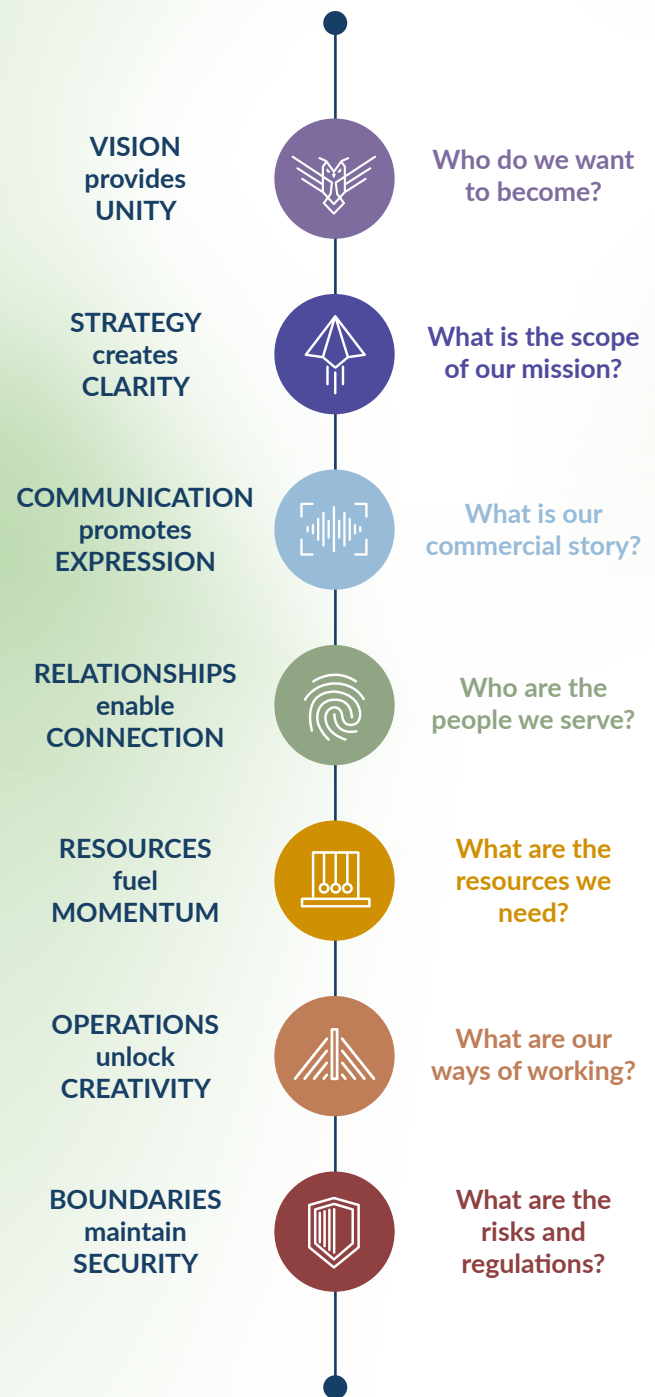 VISION
provides
UNITY
Who do we want
to become?
STRATEGY
creates
CLARITY
What is the scope
of our mission?
COMMUNICATION
promotes
EXPRESSION
What is our
commercial story?
RELATIONSHIPS
enable
CONNECTION
Who are the
people we serve?
RESOURCES
fuel
MOMENTUM
What are the
resources we
need?
OPERATIONS
unlock
CREATIVITY
What are our
ways of working?
BOUNDARIES
maintain
SECURITY
What are the
risks and
regulations?